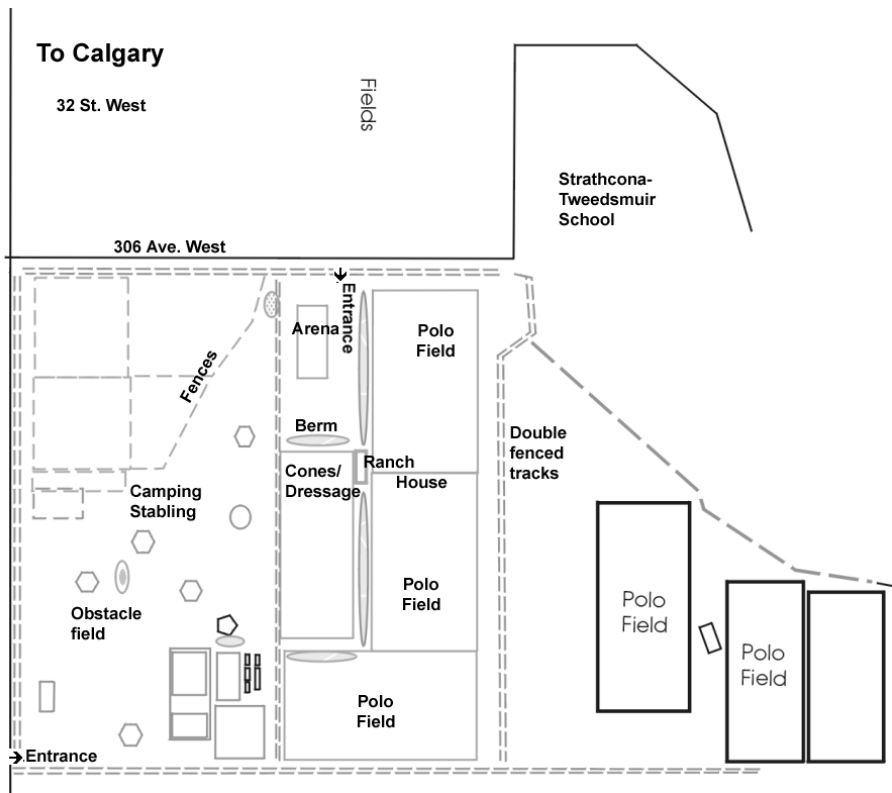 To Calgary
32 St. West
Fields
Strathcona-
Tweedsmuir
School
306 Ave. West
Entrance
Arena
Polo
Field
Fences
Berm
Double
fenced
tracks
Ranch
House
Cones/
Dressage
Camping
Stabling
Polo
Field
Polo
Field
Obstacle
field
Polo
Field
Polo
Field
Entrance